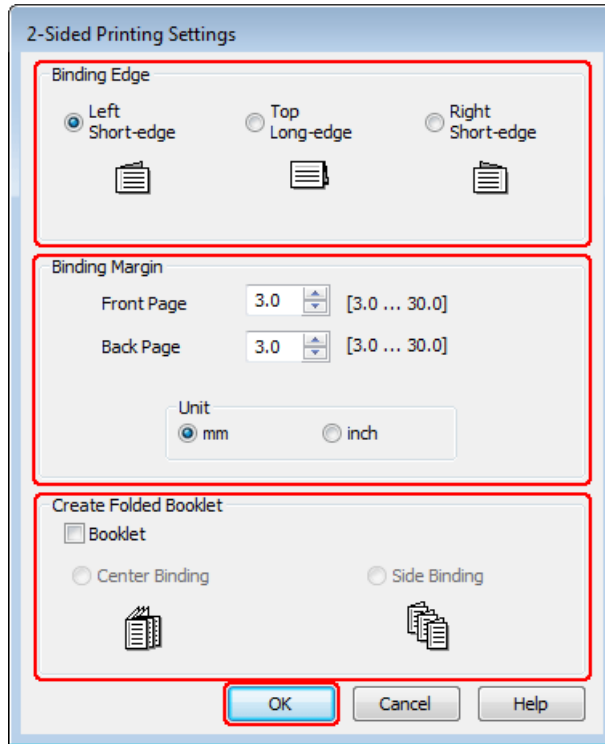 2-Sided Printing Settings
Binding Edge
Left
Short-edge
Top
Long-edge
Right
Short-edge
Binding Margin
Front Page 3.0 [3.0 ... 30.0]
Back Page 3.0 [3.0 ... 30.0]
Unit
mm inch
Create Folded Booklet
Booklet
Center Binding Side Binding
OK Cancel Help